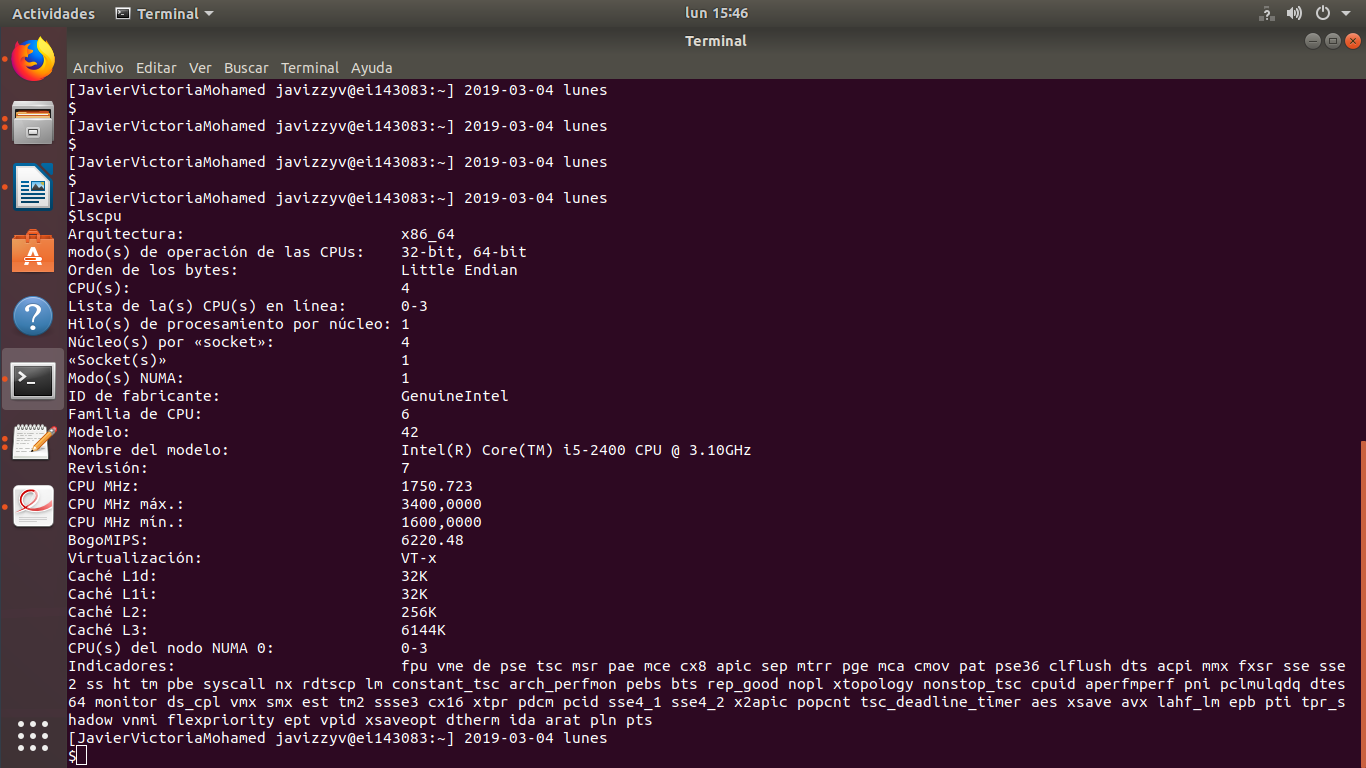 Actividades Terminal lun 15:46
Terminal
Archivo Editar Ver Buscar Terminal Ayuda
[JavierVictoriaMohamed javizzyv@ei143083:~] 2019-03-04 lunes
$
[JavierVictoriaMohamed javizzyv@ei143083:~] 2019-03-04 lunes
$
[JavierVictoriaMohamed javizzyv@ei143083:~] 2019-03-04 lunes
$
[JavierVictoriaMohamed javizzyv@ei143083:~] 2019-03-04 lunes
$lscpu
Arquitectura: x86_64
modo(s) de operación de las CPUs: 32-bit, 64-bit
Orden de los bytes: Little Endian
CPU(s): 4
Lista de la(s) CPU(s) en línea: 0-3
Hilo(s) de procesamiento por núcleo: 1
Núcleo(s) por «socket»: 4
«Socket(s)» 1
Modo(s) NUMA: 1
ID de fabricante: GenuineIntel
Familia de CPU: 6
Modelo: 42
Nombre del modelo: Intel(R) Core(TM) i5-2400 CPU @ 3.10GHz
Revisión: 7
CPU MHz: 1750.723
CPU MHz máx.: 3400,0000
CPU MHz mín.: 1600,0000
BogoMIPS: 6220.48
Virtualización: VT-x
Caché L1d: 32K
Caché L1i: 32K
Caché L2: 256K
Caché L3: 6144K
CPU(s) del nodo NUMA 0: 0-3
Indicadores: fpu vme de pse tsc msr pae mce cx8 apic sep mtrr pge mca cmov pat pse36 clflush dts acpi mmx fxsr sse sse
2 ss ht tm pbe syscall nx rdtscp lm constant_tsc arch_perfmon pebs bts rep_good nopl xtopology nonstop_tsc cpuid aperfmperf pni pclmulqdq dtes
64 monitor ds_cpl vmx smx est tm2 ssse3 cx16 xtpr pdcm pcid sse4_1 sse4_2 x2apic popcnt tsc_deadline_timer aes xsave avx lahf_lm epb pti tpr_s
hadow vnmi flexpriority ept vpid xsaveopt dtherm ida arat pln pts
[JavierVictoriaMohamed javizzyv@ei143083:~] 2019-03-04 lunes
$